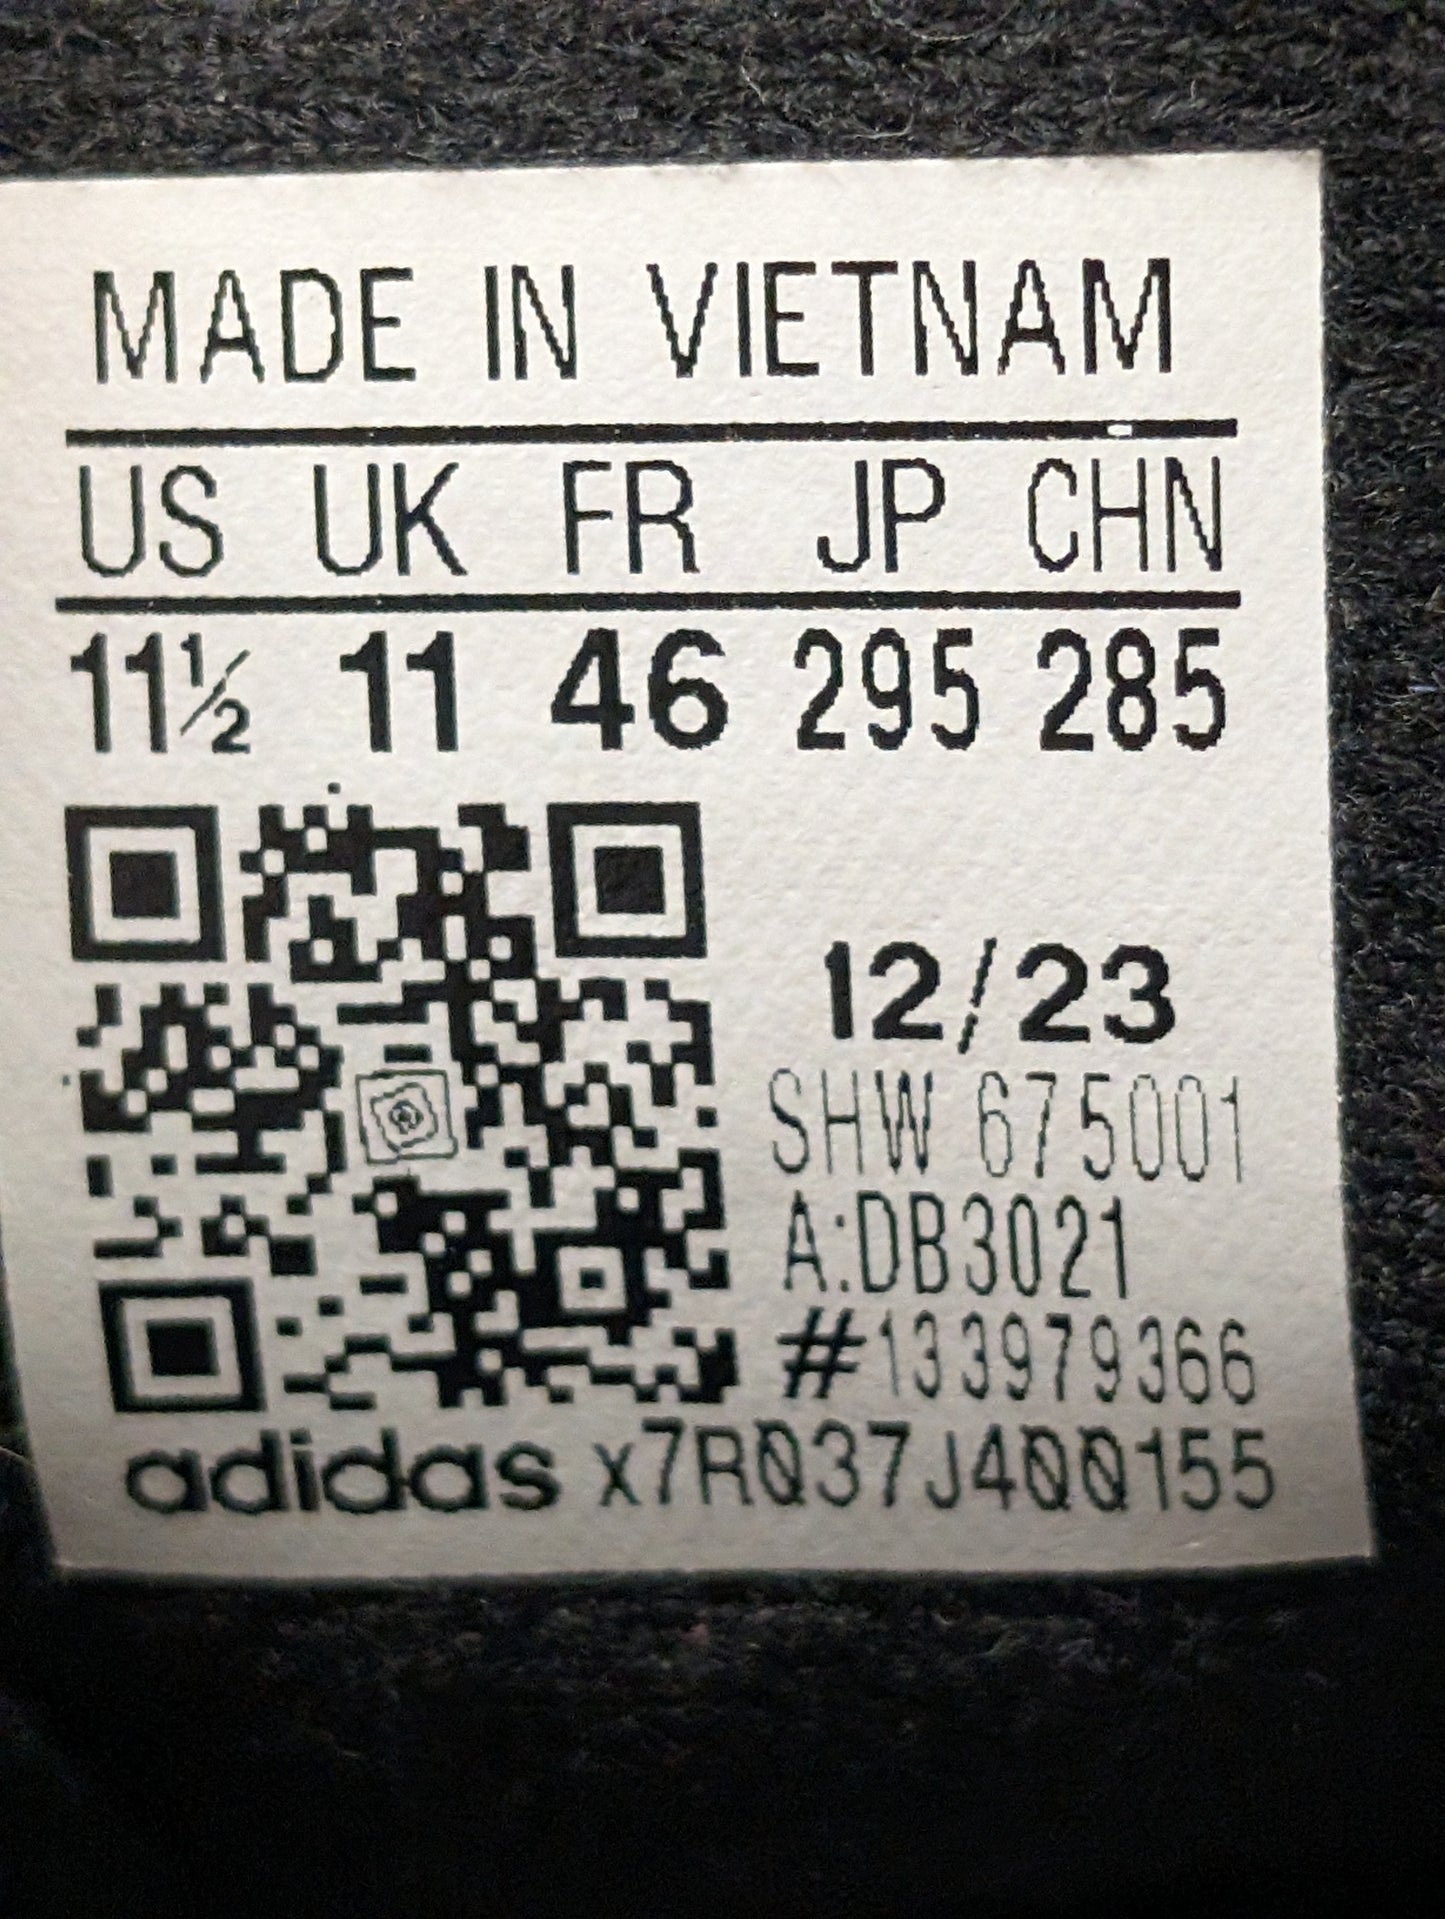 MADE IN VIETNAM
US UK FR JP CHN
11½ 11 46 295 285
12/23
SHW 675001
A:DB3021
#133979366
adidas x7R037J400155